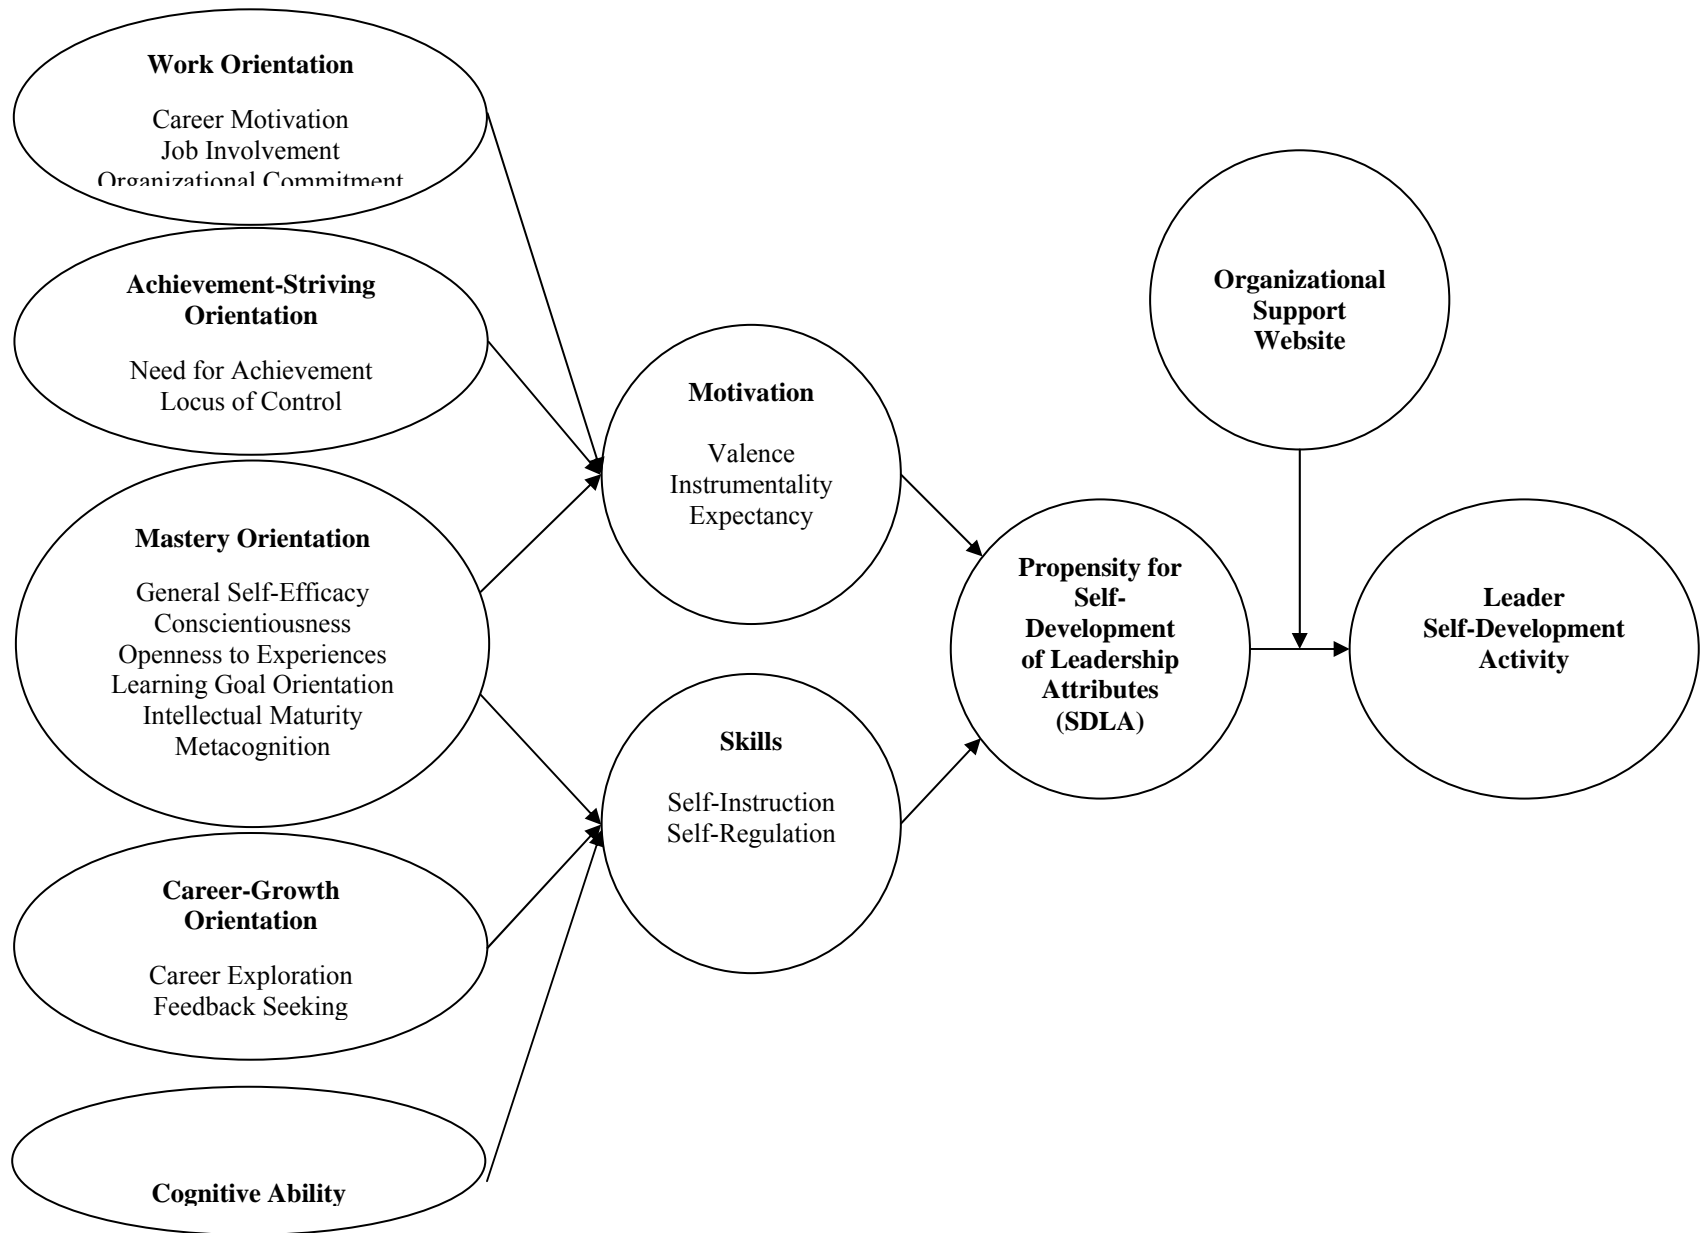 Work Orientation
Career Motivation
Job Involvement
Organizational Commitment
Achievement-Striving
Orientation
Need for Achievement
Locus of Control
Mastery Orientation
General Self-Efficacy
Conscientiousness
Openness to Experiences
Learning Goal Orientation
Intellectual Maturity
Metacognition
Career-Growth
Orientation
Career Exploration
Feedback Seeking
Cognitive Ability
Motivation
Valence
Instrumentality
Expectancy
Skills
Self-Instruction
Self-Regulation
Propensity for
Self-
Development
of Leadership
Attributes
(SDLA)
Organizational
Support
Website
Leader
Self-Development
Activity